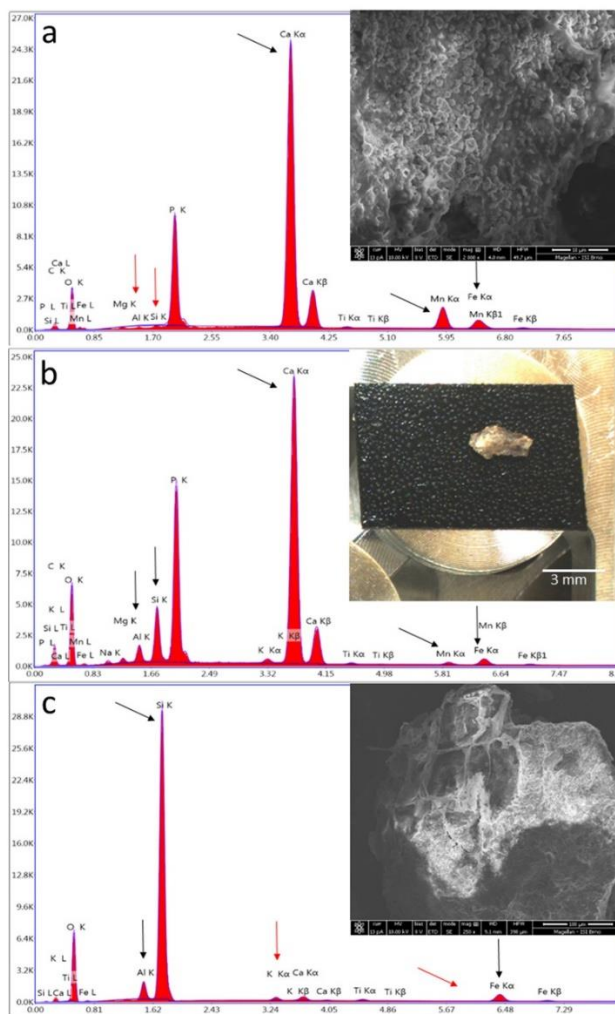 a
27.0K
24.3K
21.6K
18.9K
16.2K
13.5K
10.8K
8.1K
5.4K
2.7K
0.0K
Ca Kα
P K
Ca L
C K
O K
P L Ti L Fe L
Si L Mn L
Mg K
Al K Si K
Ca Kβ
Ti Kα Ti Kβ
Mn Kα
Fe Kα
Mn Kβ1
Fe Kβ
0.00 0.85 1.70 2.55 3.40 4.25 5.10 5.95 6.80 7.65
Magellan - ISI Brno
b
25.0K
22.5K
20.0K
17.5K
15.0K
12.5K
10.0K
7.5K
5.0K
2.5K
0.0K
Ca Kα
P K
C K
O K
K L
Si L Ti L
P L Mn L
Ca L Fe L
Na K
Mg K
Al K
Si K
K Kα
K Kβ
Ca Kβ
Ti Kα Ti Kβ
Mn Kα
Mn Kβ
Fe Kα
Fe Kβ1
3 mm
0.00 0.83 1.66 2.49 3.32 4.15 4.98 5.81 6.64 7.47
c
28.8K
25.6K
22.4K
19.2K
16.0K
12.8K
9.6K
6.4K
3.2K
0.0K
Si K
O K
K L
Ti L
Si L Ca L Fe L
Al K
K Kα Ca Kα
K Kβ Ca Kβ
Ti Kα Ti Kβ
Fe Kα
Fe Kβ
0.00 0.81 1.62 2.43 3.24 4.05 4.86 5.67 6.48 7.29
Magellan - ISI Brno